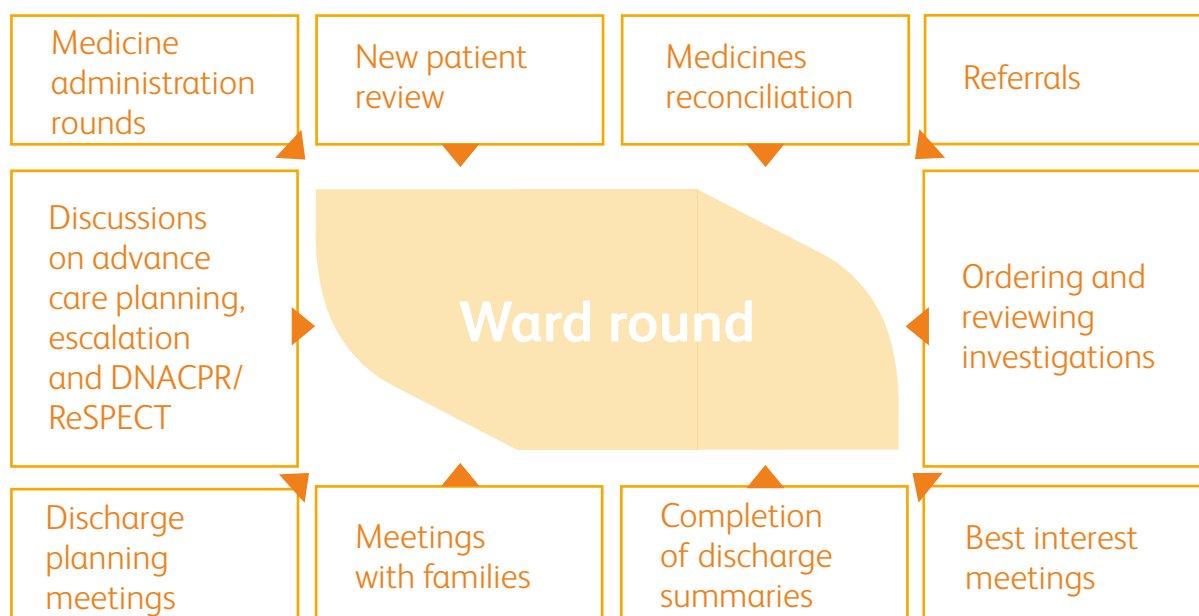 Medicine
administration
rounds
New patient
review
Medicines
reconciliation
Referrals
Discussions
on advance
care planning,
escalation
and DNACPR/
ReSPECT
Ward round
Ordering and
reviewing
investigations
Discharge
planning
meetings
Meetings
with families
Completion
of discharge
summaries
Best interest
meetings